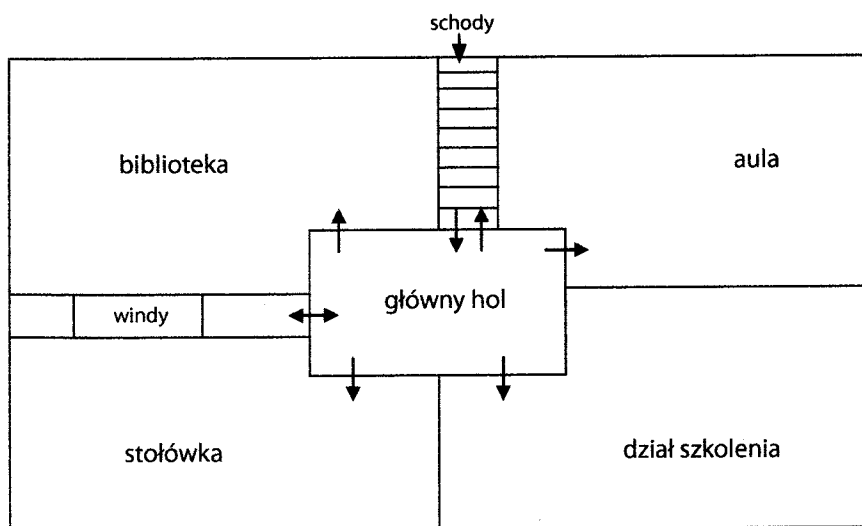 schody
biblioteka
aula
główny hol
windy
stołówka
dział szkolenia